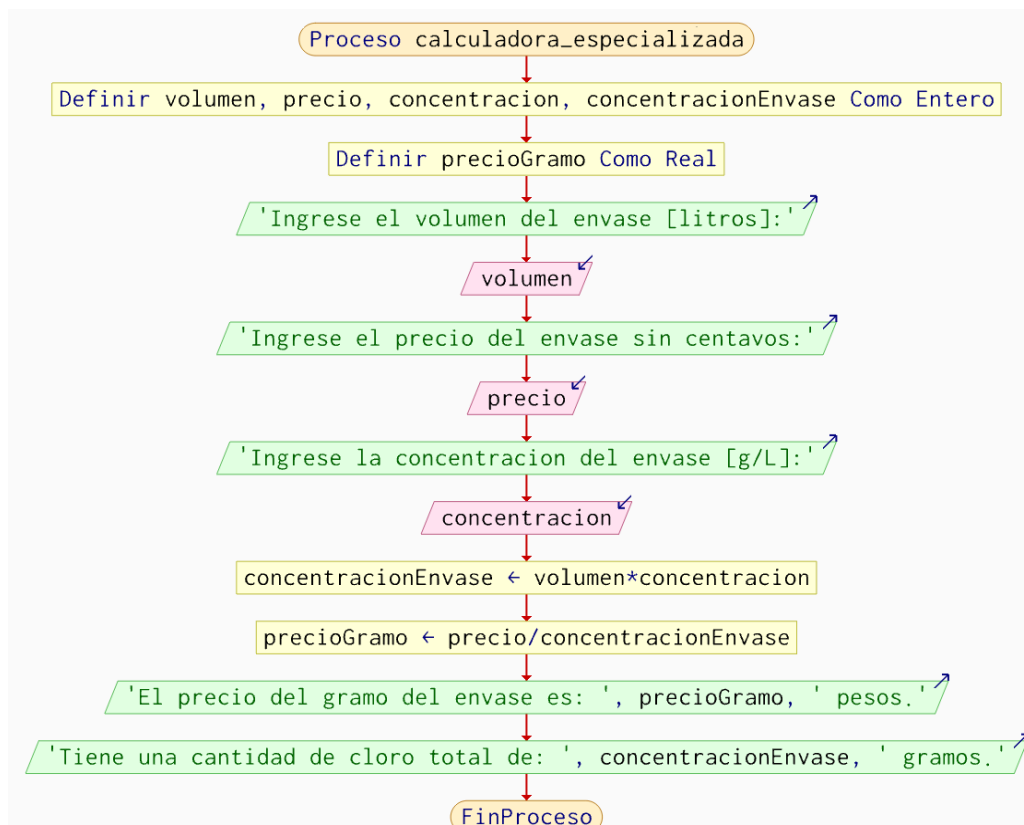 Proceso calculadora_especializada
Definir volumen, precio, concentracion, concentracionEnvase Como Entero
Definir precioGramo Como Real
'Ingrese el volumen del envase [litros]:'
volumen
'Ingrese el precio del envase sin centavos:'
precio
'Ingrese la concentracion del envase [g/L]:'
concentracion
concentracionEnvase ← volumen*concentracion
precioGramo ← precio/concentracionEnvase
'El precio del gramo del envase es: ', precioGramo, ' pesos.'
'Tiene una cantidad de cloro total de: ', concentracionEnvase, ' gramos.'
FinProceso